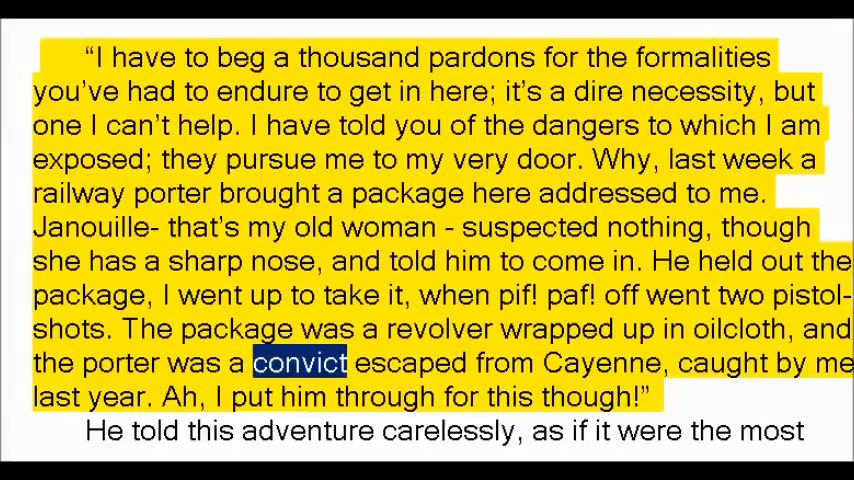 “I have to beg a thousand pardons for the formalities
you’ve had to endure to get in here; it’s a dire necessity, but
one I can’t help. I have told you of the dangers to which I am
exposed; they pursue me to my very door. Why, last week a
railway porter brought a package here addressed to me.
Janouille- that’s my old woman - suspected nothing, though
she has a sharp nose, and told him to come in. He held out the
package, I went up to take it, when pif! paf! off went two pistol-
shots. The package was a revolver wrapped up in oilcloth, and
the porter was a convict escaped from Cayenne, caught by me
last year. Ah, I put him through for this though!”
He told this adventure carelessly, as if it were the most